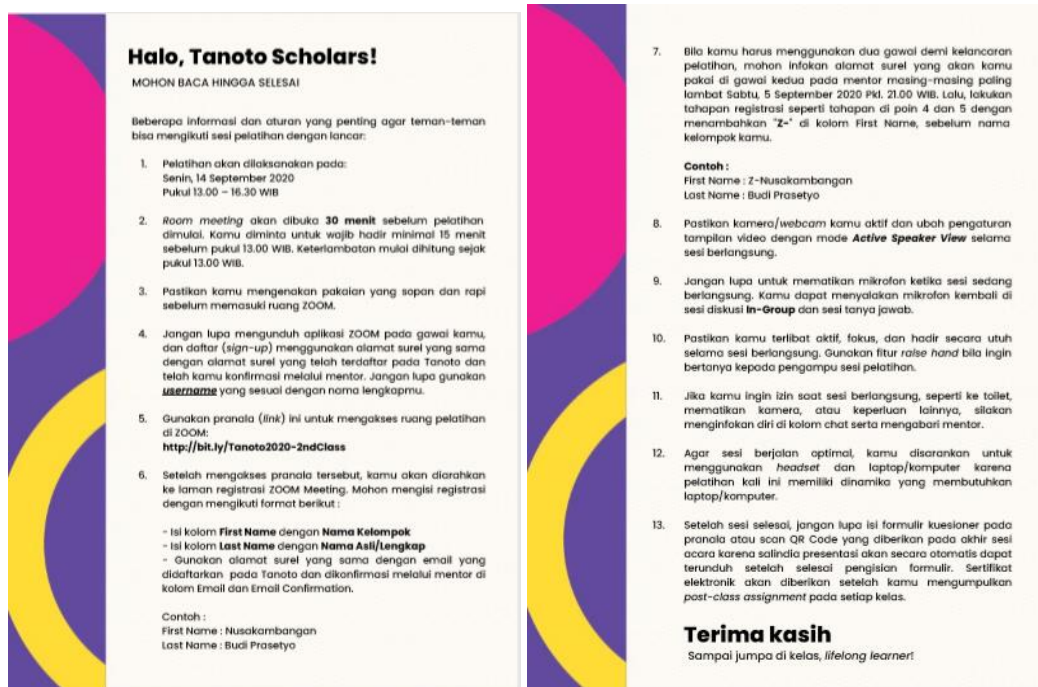 Halo, Tanoto Scholars!
MOHON BACA HINGGA SELESAI
Beberapa informasi dan aturan yang penting agar teman-teman
bisa mengikuti sesi pelatihan dengan lancar:
1. Pelatihan akan dilaksanakan pada:
Senin, 14 September 2020
Pukul 13.00 – 16.30 WIB
2. Room meeting akan dibuka 30 menit sebelum pelatihan
dimulai. Kamu diminta untuk wajib hadir minimal 15 menit
sebelum pukul 13.00 WIB. Keterlambatan mulai dihitung sejak
pukul 13.00 WIB.
3. Pastikan kamu mengenakan pakaian yang sopan dan rapi
sebelum memasuki ruang ZOOM.
4. Jangan lupa mengunduh aplikasi ZOOM pada gawai kamu,
dan daftar (sign-up) menggunakan alamat surel yang sama
dengan alamat surel yang telah terdaftar pada Tanoto dan
telah kamu konfirmasi melalui mentor. Jangan lupa gunakan
username yang sesuai dengan nama lengkapmu.
5. Gunakan pranala (link) ini untuk mengakses ruang pelatihan
di ZOOM:
http://bit.ly/Tanoto2020-2ndClass
6. Setelah mengakses pranala tersebut, kamu akan diarahkan
ke laman registrasi ZOOM Meeting. Mohon mengisi registrasi
dengan mengikuti format berikut :
- Isi kolom First Name dengan Nama Kelompok
- Isi kolom Last Name dengan Nama Asli/Lengkap
- Gunakan alamat surel yang sama dengan email yang
didaftarkan pada Tanoto dan dikonfirmasi melalui mentor di
kolom Email dan Email Confirmation.
Contoh :
First Name : Nusakambangan
Last Name : Budi Prasetyo
7. Bila kamu harus menggunakan dua gawai demi kelancaran
pelatihan, mohon infokan alamat surel yang akan kamu
pakai di gawai kedua pada mentor masing-masing paling
lambat Sabtu, 5 September 2020 Pkl. 21.00 WIB. Lalu, lakukan
tahapan registrasi seperti tahapan di poin 4 dan 5 dengan
menambahkan "Z-" di kolom First Name, sebelum nama
kelompok kamu.
Contoh :
First Name : Z-Nusakambangan
Last Name : Budi Prasetyo
8. Pastikan kamera/webcam kamu aktif dan ubah pengaturan
tampilan video dengan mode Active Speaker View selama
sesi berlangsung.
9. Jangan lupa untuk mematikan mikrofon ketika sesi sedang
berlangsung. Kamu dapat menyalakan mikrofon kembali di
sesi diskusi In-Group dan sesi tanya jawab.
10. Pastikan kamu terlibat aktif, fokus, dan hadir secara utuh
selama sesi berlangsung. Gunakan fitur raise hand bila ingin
bertanya kepada pengampu sesi pelatihan.
11. Jika kamu ingin izin saat sesi berlangsung, seperti ke toilet,
mematikan kamera, atau keperluan lainnya, silakan
menginfokan diri di kolom chat serta mengabari mentor.
12. Agar sesi berjalan optimal, kamu disarankan untuk
menggunakan headset dan laptop/komputer karena
pelatihan kali ini memiliki dinamika yang membutuhkan
laptop/komputer.
13. Setelah sesi selesai, jangan lupa isi formulir kuesioner pada
pranala atau scan QR Code yang diberikan pada akhir sesi
acara karena salindia presentasi akan secara otomatis dapat
terunduh setelah selesai pengisian formulir. Sertifikat
elektronik akan diberikan setelah kamu mengumpulkan
post-class assignment pada setiap kelas.
Terima kasih
Sampai jumpa di kelas, lifelong learner!